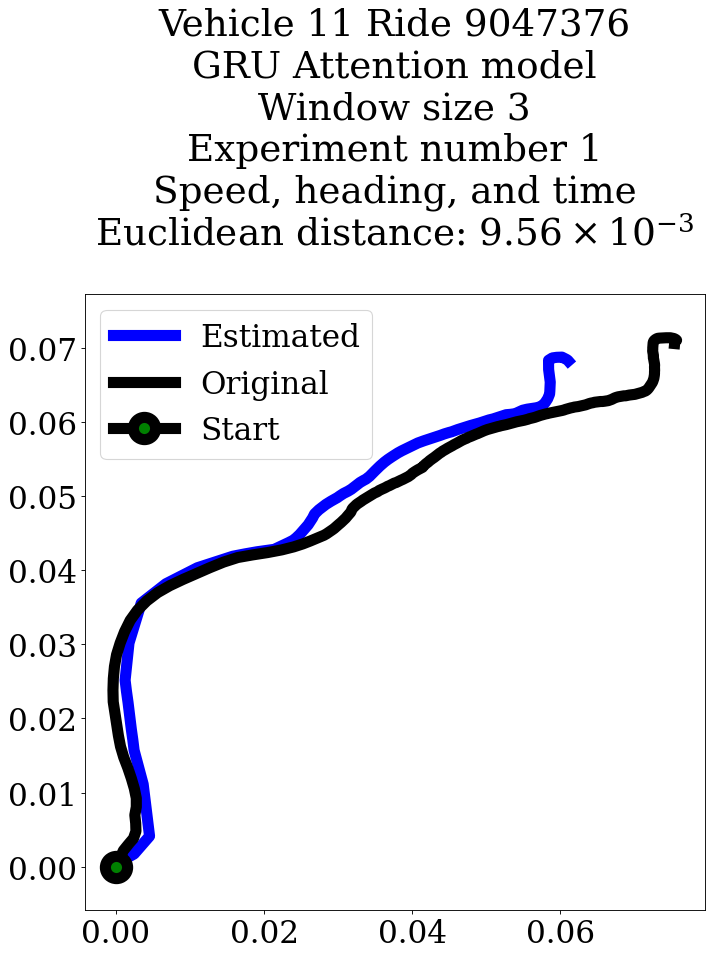 Vehicle 11 Ride 9047376
GRU Attention model
Window size 3
Experiment number 1
Speed, heading, and time
Euclidean distance: 9.56 × 10⁻³
Estimated
Original
Start
0.07
0.06
0.05
0.04
0.03
0.02
0.01
0.00
0.00 0.02 0.04 0.06